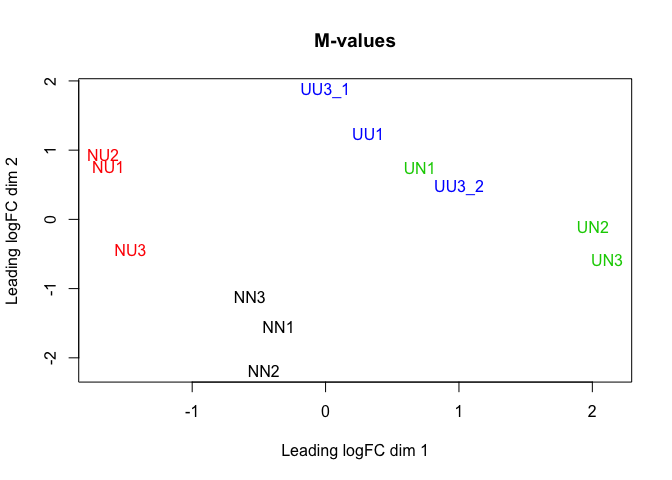 M-values
Leading logFC dim 2
2
1
0
-1
-2
UU3_1
UU1
NU2
NU1
UN1
UU3_2
UN2
NU3
UN3
NN3
NN1
NN2
-1
0
1
2
Leading logFC dim 1